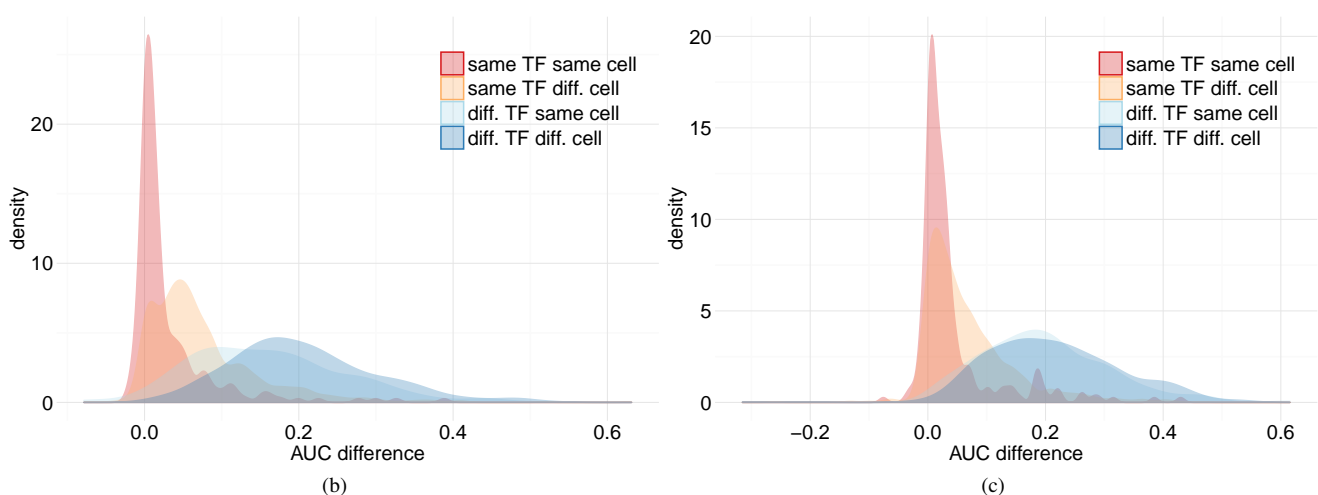 same TF same cell
same TF diff. cell
diff. TF same cell
diff. TF diff. cell
density
20
10
0
0.0 0.2 0.4 0.6
AUC difference
(b)
same TF same cell
same TF diff. cell
diff. TF same cell
diff. TF diff. cell
density
20
15
10
5
0
−0.2 0.0 0.2 0.4 0.6
AUC difference
(c)